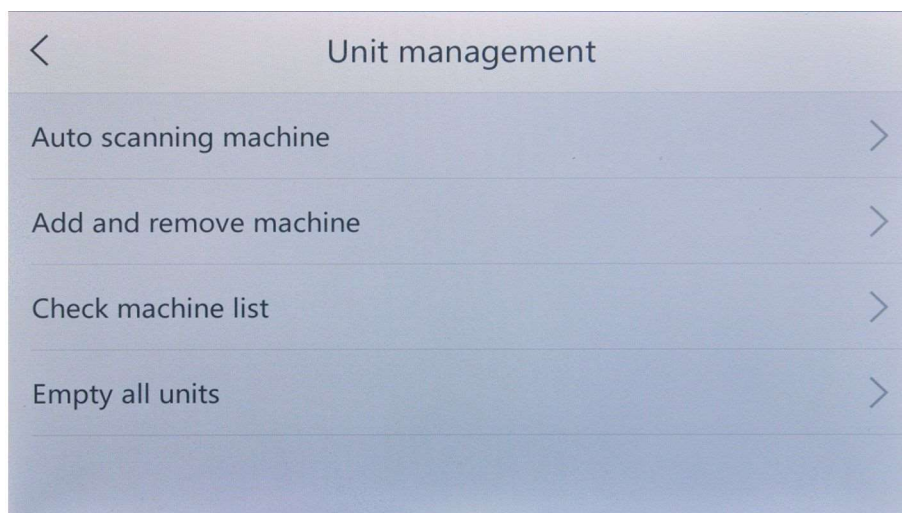 Unit management
Auto scanning machine
Add and remove machine
Check machine list
Empty all units